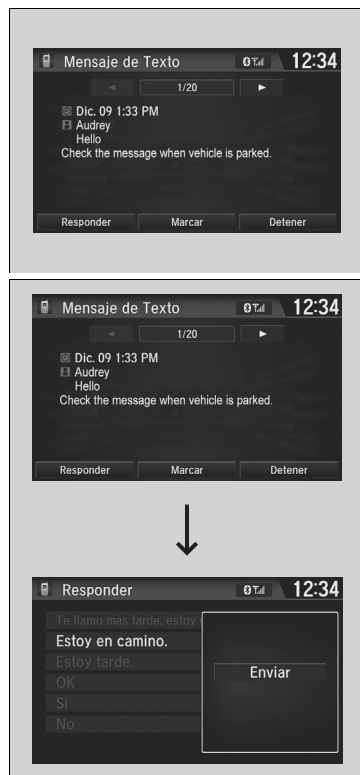 Mensaje de Texto 12:34
1/20
Dic. 09 1:33 PM
Audrey
Hello
Check the message when vehicle is parked.
Responder Marcar Detener
Mensaje de Texto 12:34
1/20
Dic. 09 1:33 PM
Audrey
Hello
Check the message when vehicle is parked.
Responder Marcar Detener
Responder 12:34
Te llamo mas tarde, estoy
Estoy en camino.
Enviar
Estoy tarde.
OK
Si
No